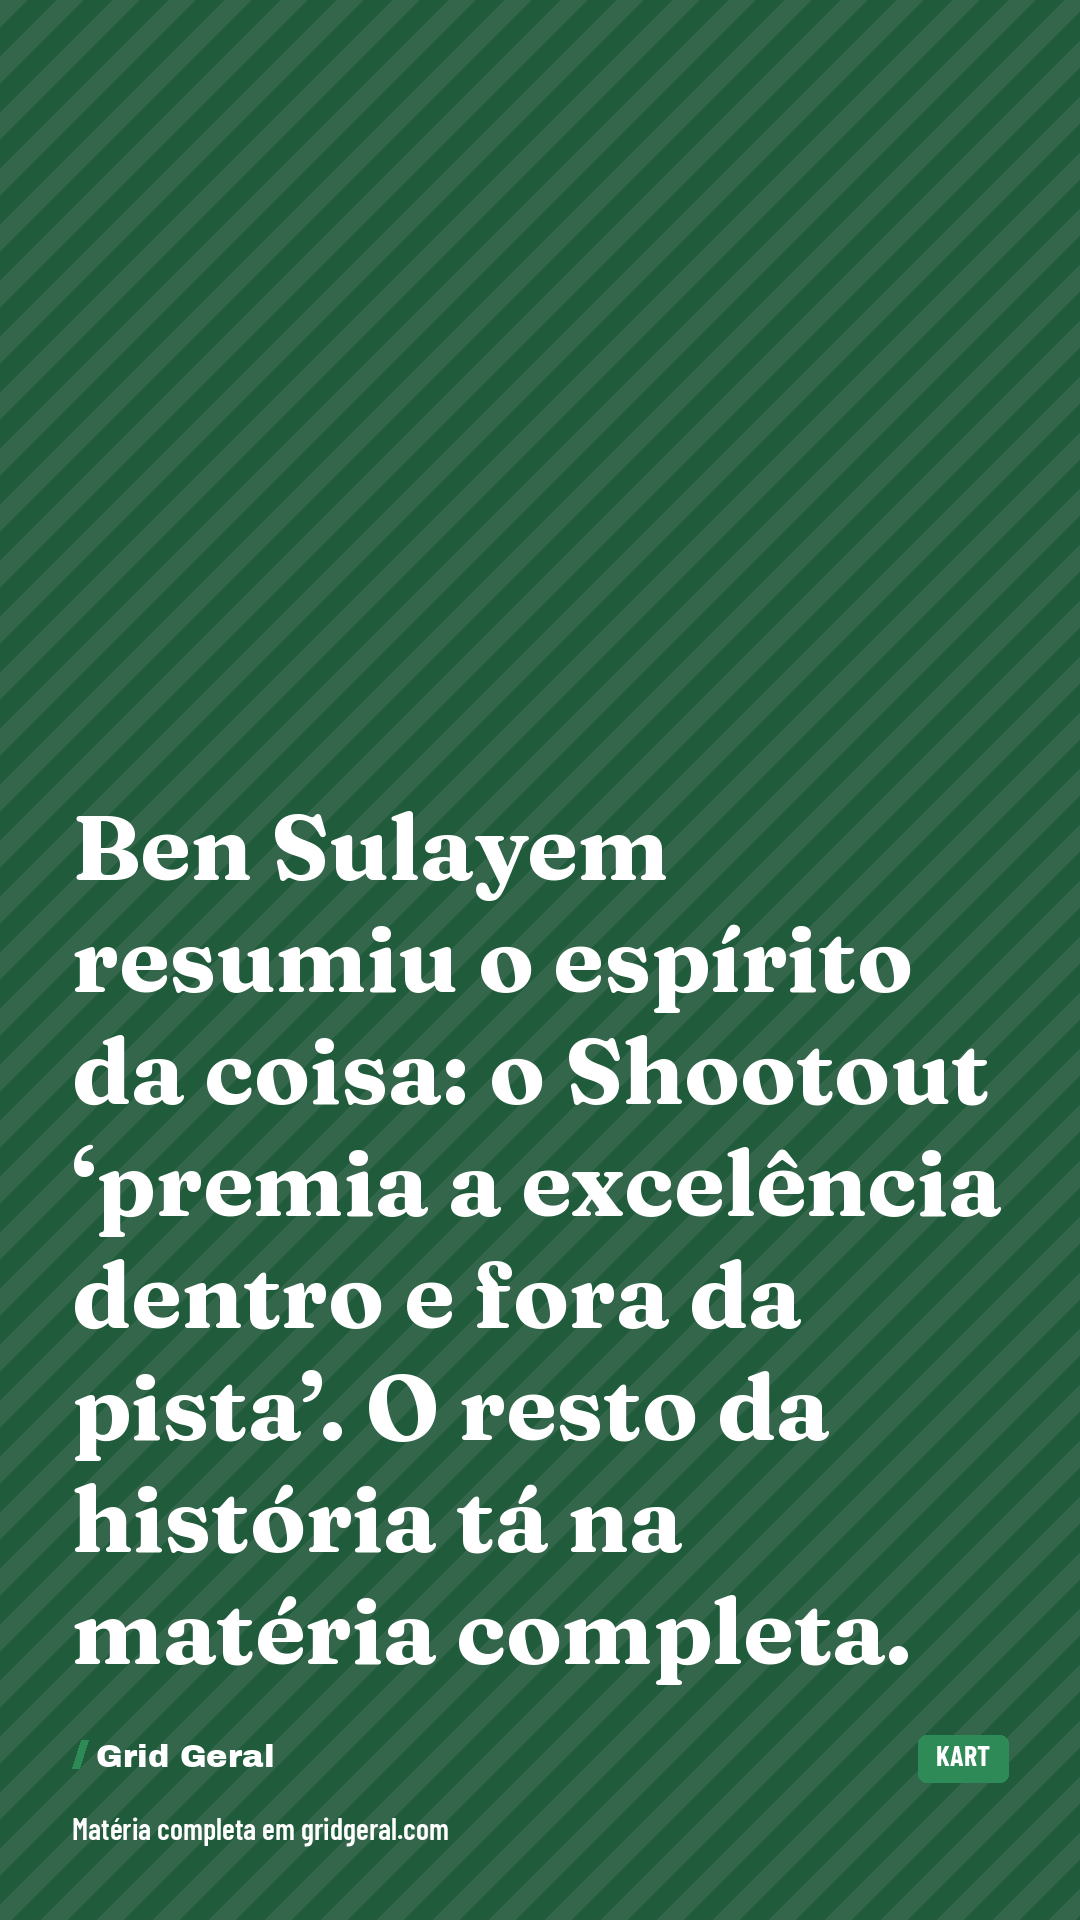 Ben Sulayem
resumiu o espírito
da coisa: o Shootout
‘premia a excelência
dentro e fora da
pista’. O resto da
história tá na
matéria completa.
/ Grid Geral
KART
Matéria completa em gridgeral.com